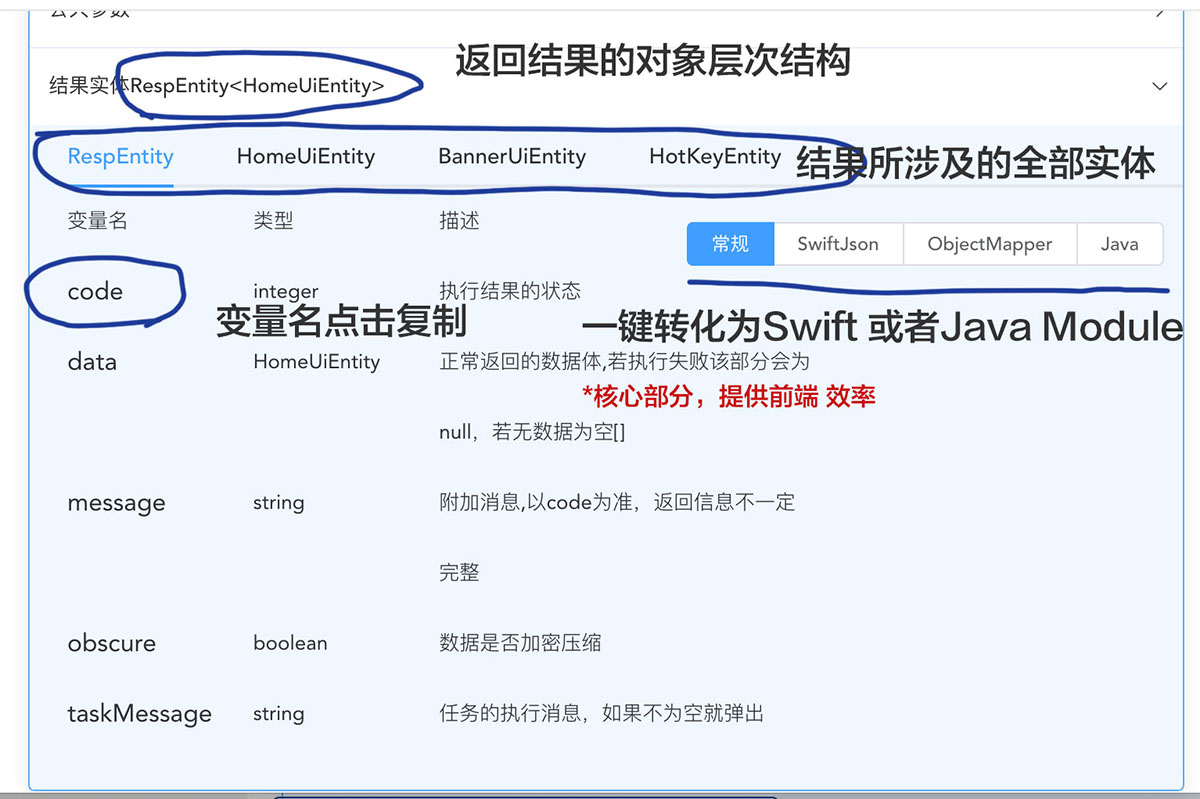 公共参数
返回结果的对象层次结构
结果实体RespEntity<HomeUiEntity>
RespEntity HomeUiEntity BannerUiEntity HotKeyEntity 结果所涉及的全部实体
变量名 类型 描述
常规 SwiftJson ObjectMapper Java
code integer 执行结果的状态
变量名点击复制 一键转化为Swift 或者Java Module
data HomeUiEntity 正常返回的数据体,若执行失败该部分会为
*核心部分，提供前端 效率
null，若无数据为空[]
message string 附加消息,以code为准，返回信息不一定
完整
obscure boolean 数据是否加密压缩
taskMessage string 任务的执行消息，如果不为空就弹出